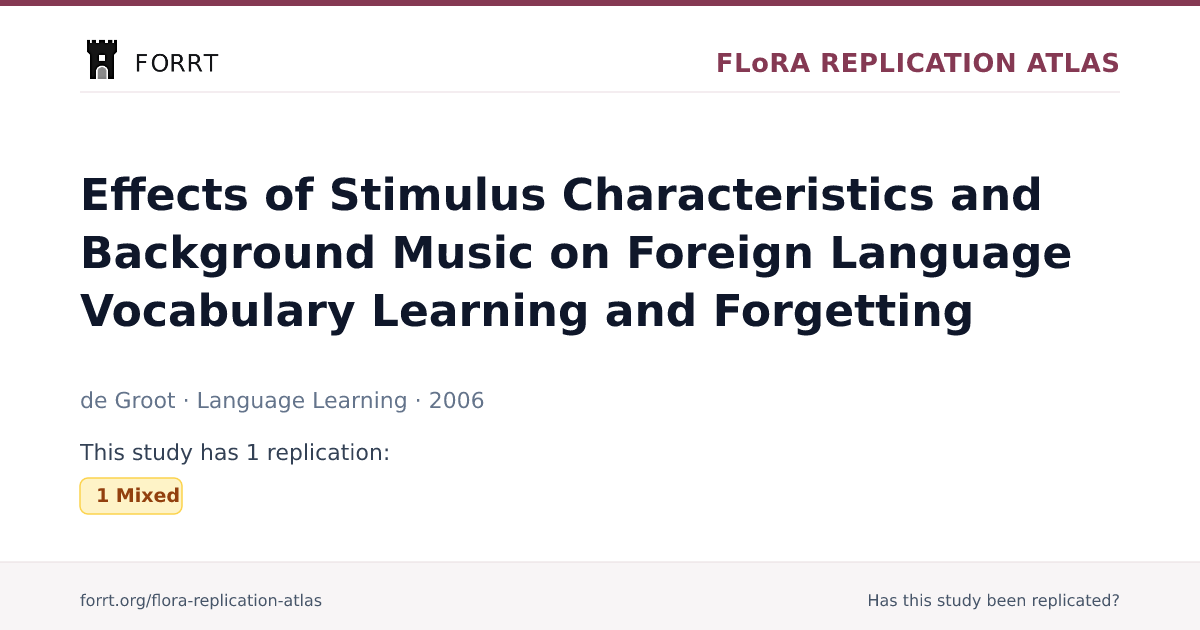 FORRT
FLoRA REPLICATION ATLAS
Effects of Stimulus Characteristics and
Background Music on Foreign Language
Vocabulary Learning and Forgetting
de Groot · Language Learning · 2006
This study has 1 replication:
1 Mixed
forrt.org/flora-replication-atlas
Has this study been replicated?